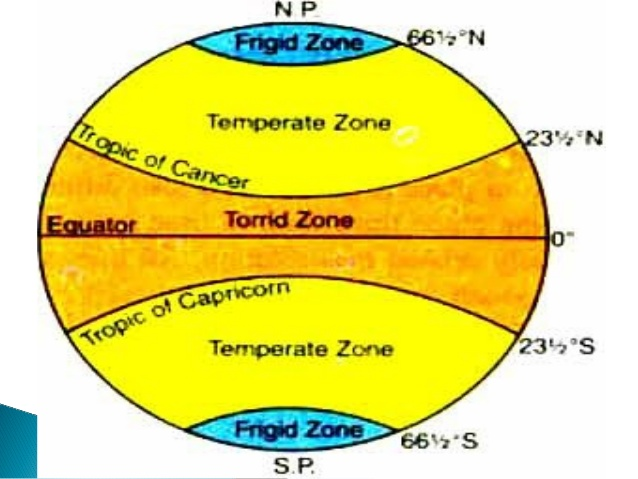 N P.
Frigid Zone
66½°N
Temperate Zone
23½°N
Tropic of Cancer
Equator
Torrid Zone
0°
Tropic of Capricorn
Temperate Zone
23½°S
Frigid Zone
66½°S
S.P.